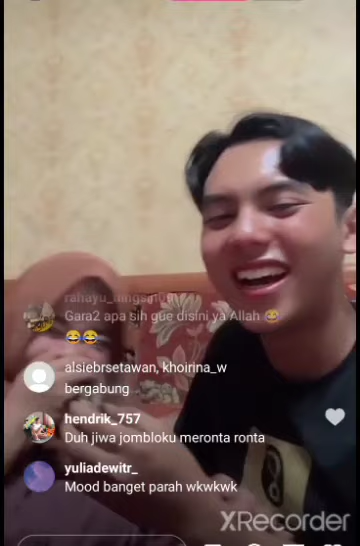 rahayu_ningsih09
Gara2 apa sih gue disini ya Allah 😂
😂😂
alsiebrsetawan, khoirina_w
bergabung
hendrik_757
Duh jiwa jombloku meronta ronta
yuliadewitr_
Mood banget parah wkwkwk
XRecorder